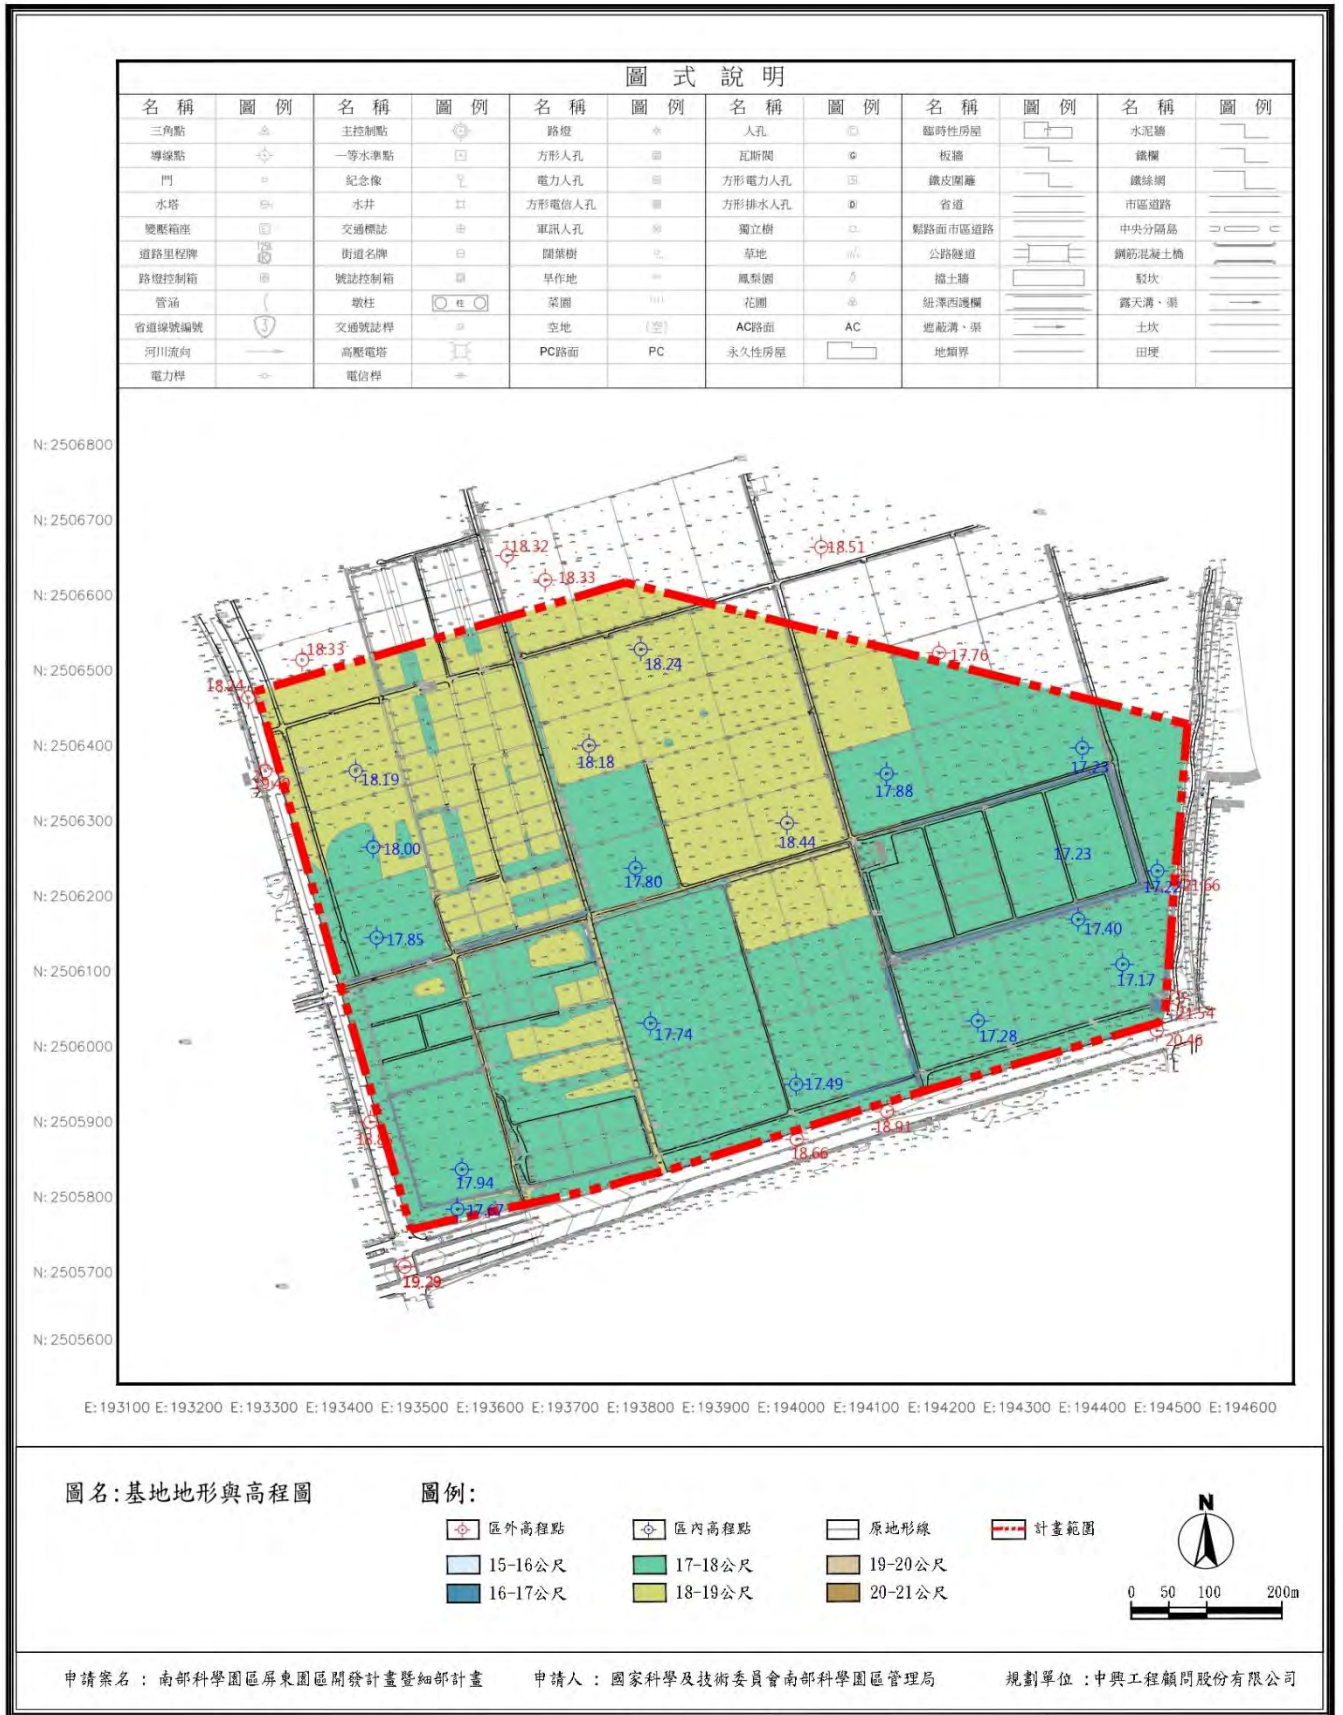 圖式說明
名稱 圖例 名稱 圖例 名稱 圖例 名稱 圖例 名稱 圖例 名稱 圖例
三角點 主控制點 路燈 人孔 臨時性房屋 水泥牆
導線點 一等水準點 方形人孔 瓦斯閥 G 板牆 鐵欄
門 紀念像 電力人孔 方形電力人孔 鐵皮圍籬 鐵絲網
水塔 水井 方形電信人孔 方形排水人孔 D 省道 市區道路
變壓箱座 交通標誌 軍訊人孔 獨立樹 鬆路面市區道路 中央分隔島
道路里程牌 街道名牌 闊葉樹 草地 公路隧道 鋼筋混凝土橋
路燈控制箱 號誌控制箱 旱作地 鳳梨園 擋土牆 駁坎
管涵 墩柱 柱 菜園 花圃 紐澤西護欄 露天溝、渠
省道線號編號 3 交通號誌桿 空地 (空) AC路面 AC 遮蔽溝、渠 土坎
河川流向 高壓電塔 PC路面 PC 永久性房屋 地類界 田埂
電力桿 電信桿
N:2506800
N:2506700
N:2506600
N:2506500
N:2506400
N:2506300
N:2506200
N:2506100
N:2506000
N:2505900
N:2505800
N:2505700
N:2505600
18.32
18.51
18.33
18.33
17.76
18.24
18.18
18.19
17.23
17.88
18.44
18.00
17.23
17.80
17.40
17.85
17.17
17.74
17.28
20.46
17.49
18.91
18.66
17.94
17.67
19.29
E:193100 E:193200 E:193300 E:193400 E:193500 E:193600 E:193700 E:193800 E:193900 E:194000 E:194100 E:194200 E:194300 E:194400 E:194500 E:194600
圖名:基地地形與高程圖
圖例:
區外高程點 區內高程點 原地形線 計畫範圍
15-16公尺 17-18公尺 19-20公尺
16-17公尺 18-19公尺 20-21公尺
N
0 50 100 200m
申請案名 : 南部科學園區屏東園區開發計畫暨細部計畫 申請人 : 國家科學及技術委員會南部科學園區管理局 規劃單位 :中興工程顧問股份有限公司